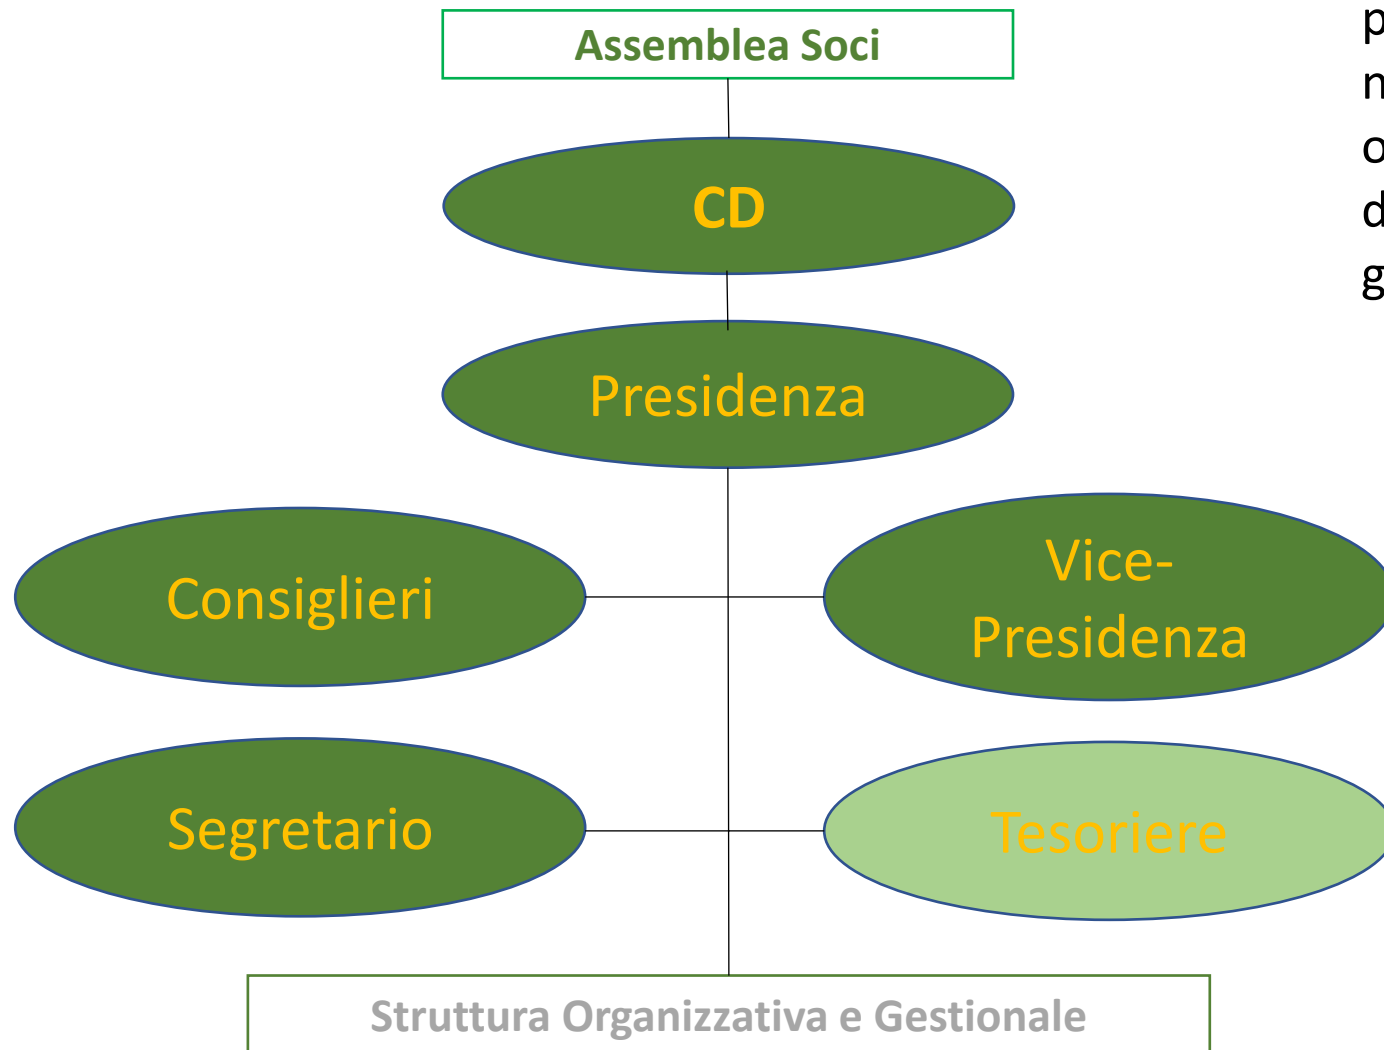 Assemblea Soci
CD
Presidenza
Consiglieri
Vice-
Presidenza
Segretario
Tesoriere
Struttura Organizzativa e Gestionale